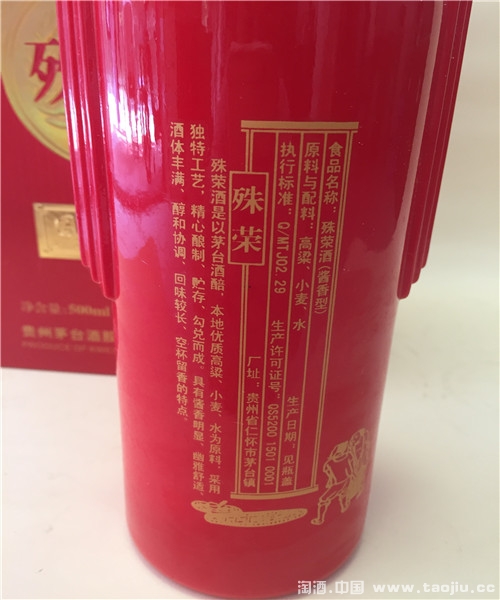 食品名称：殊荣酒（酱香型）
原料与配料：高粱、小麦、水
执行标准：Q/MTJ02.29
生产日期：见瓶盖
生产许可证号：QS5200 1501 0001
厂址：贵州省仁怀市茅台镇
殊荣
殊荣酒是以茅台酒醅，本地优质高粱、小麦、水为原料，采用
独特工艺，精心酿制、贮存、勾兑而成。具有酱香明显、幽雅舒适、
酒体丰满、醇和协调，回味较长、空杯留香的特点。
殊
净含量:500ml
贵州茅台酒股
淘酒.中国 www.taojiu.cc